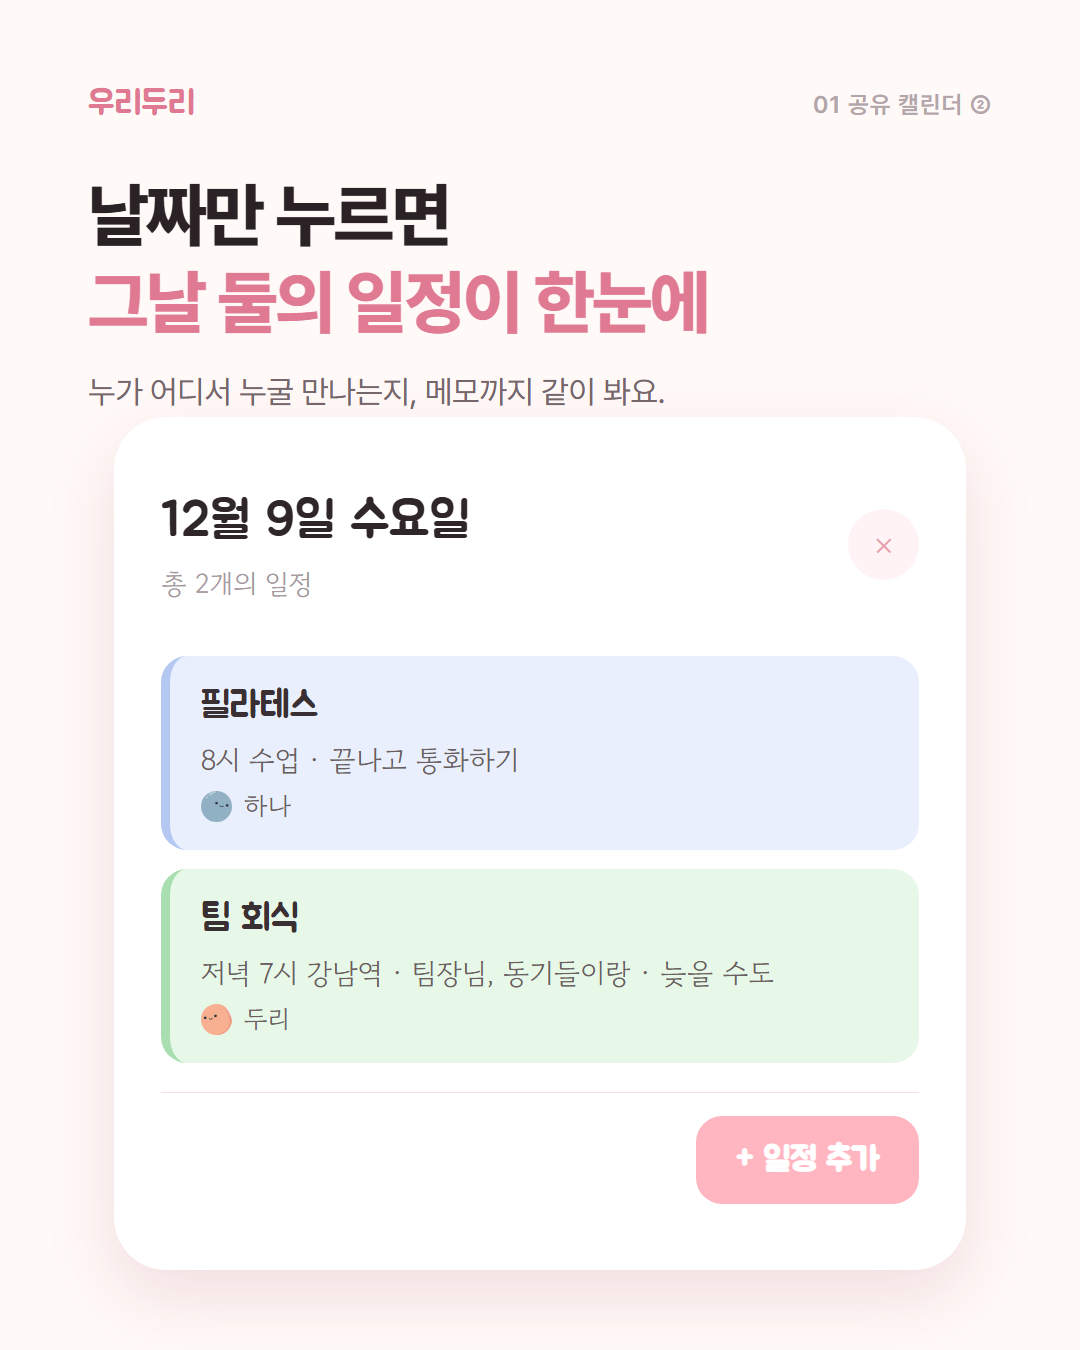 우리두리
01 공유 캘린더 ②
날짜만 누르면
그날 둘의 일정이 한눈에
누가 어디서 누굴 만나는지, 메모까지 같이 봐요.
12월 9일 수요일
×
총 2개의 일정
필라테스
8시 수업 · 끝나고 통화하기
하나
팀 회식
저녁 7시 강남역 · 팀장님, 동기들이랑 · 늦을 수도
두리
+ 일정 추가